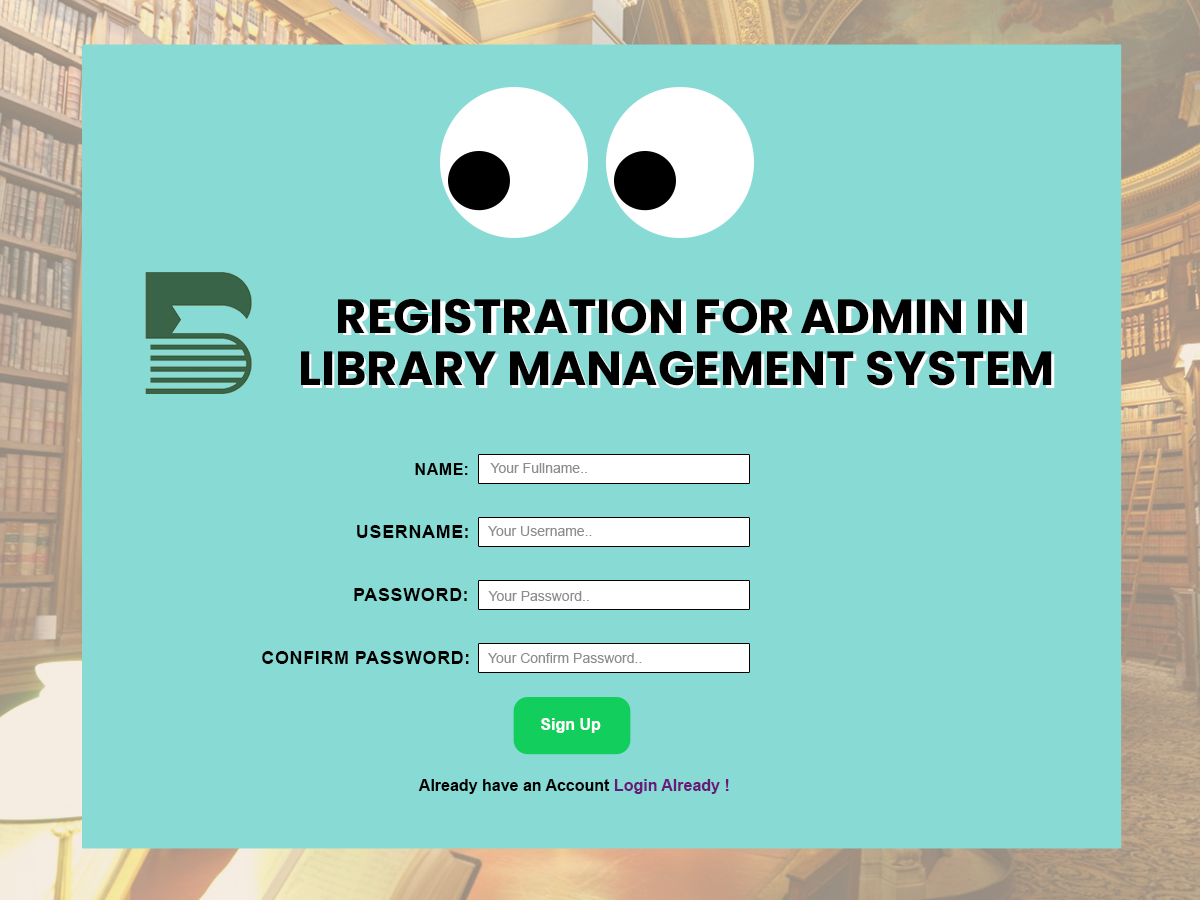 REGISTRATION FOR ADMIN IN
LIBRARY MANAGEMENT SYSTEM
NAME: Your Fullname..
USERNAME: Your Username..
PASSWORD: Your Password..
CONFIRM PASSWORD: Your Confirm Password..
Sign Up
Already have an Account Login Already !